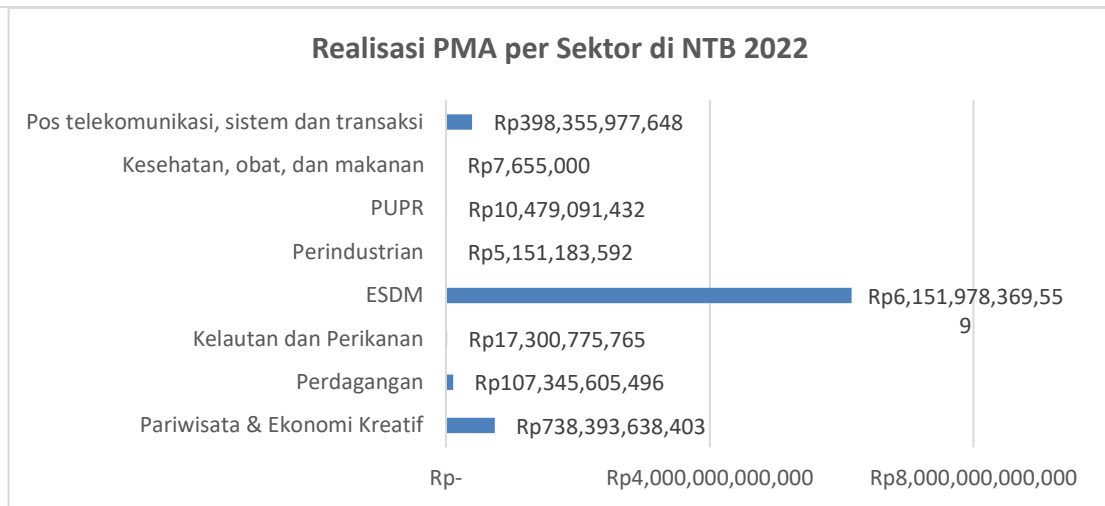 Realisasi PMA per Sektor di NTB 2022
Pos telekomunikasi, sistem dan transaksi Rp398,355,977,648
Kesehatan, obat, dan makanan Rp7,655,000
PUPR Rp10,479,091,432
Perindustrian Rp5,151,183,592
ESDM Rp6,151,978,369,55
9
Kelautan dan Perikanan Rp17,300,775,765
Perdagangan Rp107,345,605,496
Pariwisata & Ekonomi Kreatif Rp738,393,638,403
Rp- Rp4,000,000,000,000 Rp8,000,000,000,000